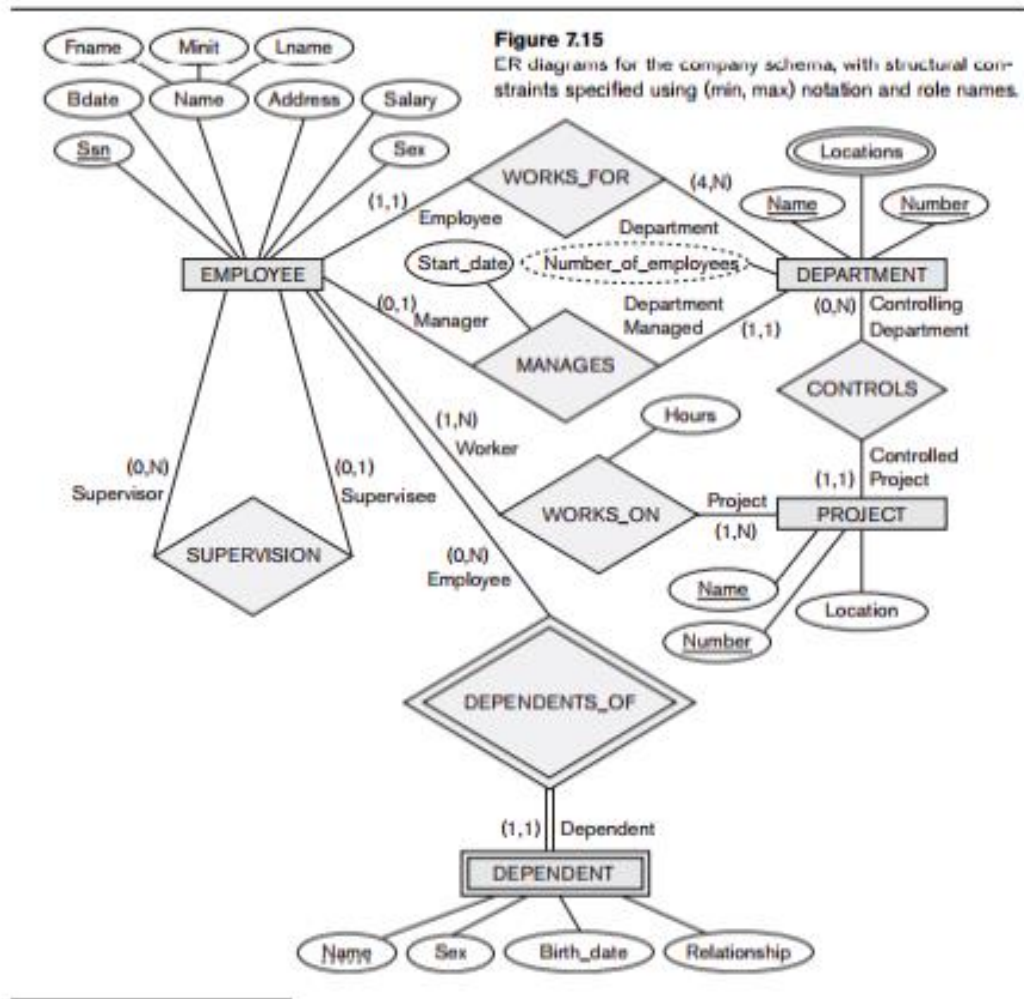 Figure 7.15
ER diagrams for the company schema, with structural con-
straints specified using (min, max) notation and role names.
Fname Minit Lname
Bdate Name Address Salary
Ssn Sex
WORKS_FOR
Locations
Name Number
(1,1)
Employee
(4,N)
Department
EMPLOYEE
Start_date
Number_of_employees
DEPARTMENT
(0,1)
Manager
MANAGES
Department
Managed
(1,1)
(0,N)
Controlling
Department
CONTROLS
Hours
(1,N)
Worker
(0,N)
Supervisor
(0,1)
Supervisee
SUPERVISION
WORKS_ON
Project
(1,N)
Controlled
Project
(1,1)
PROJECT
Name
Number
Location
(0,N)
Employee
DEPENDENTS_OF
(1,1)
Dependent
DEPENDENT
Name Sex Birth_date Relationship